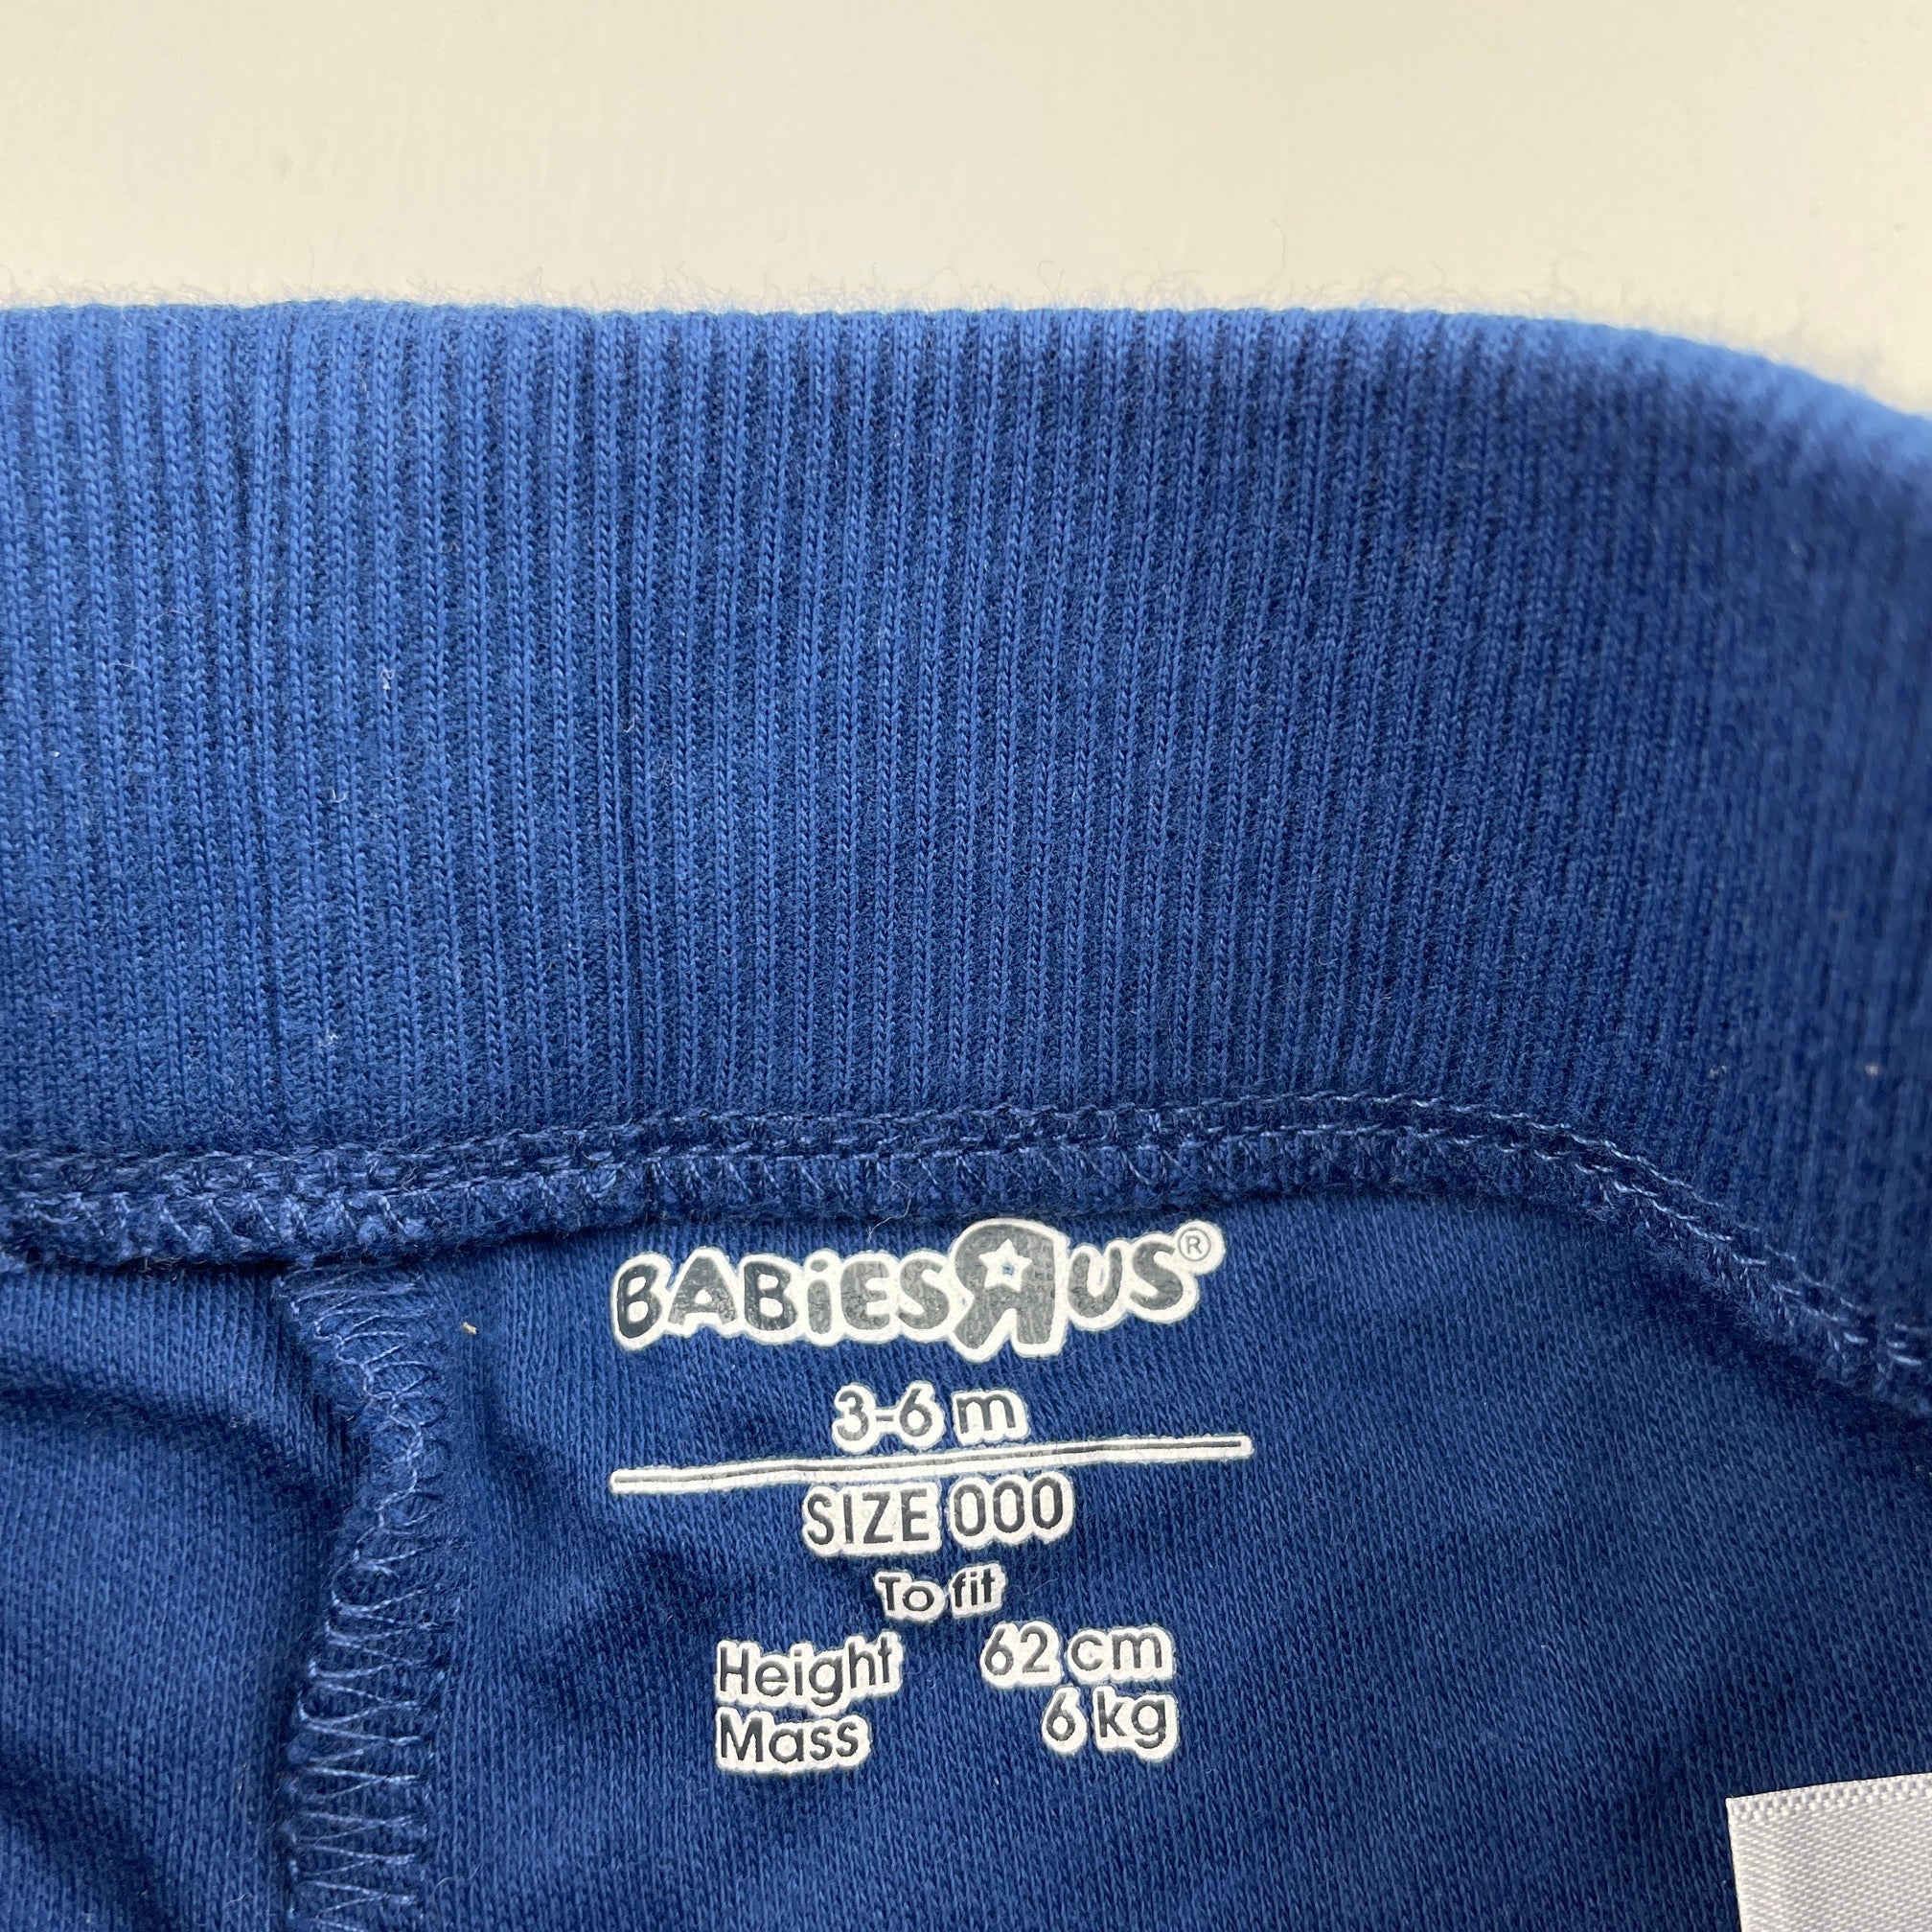 BABiESRUS®
3-6 m
SIZE 000
To fit
Height 62 cm
Mass 6 kg